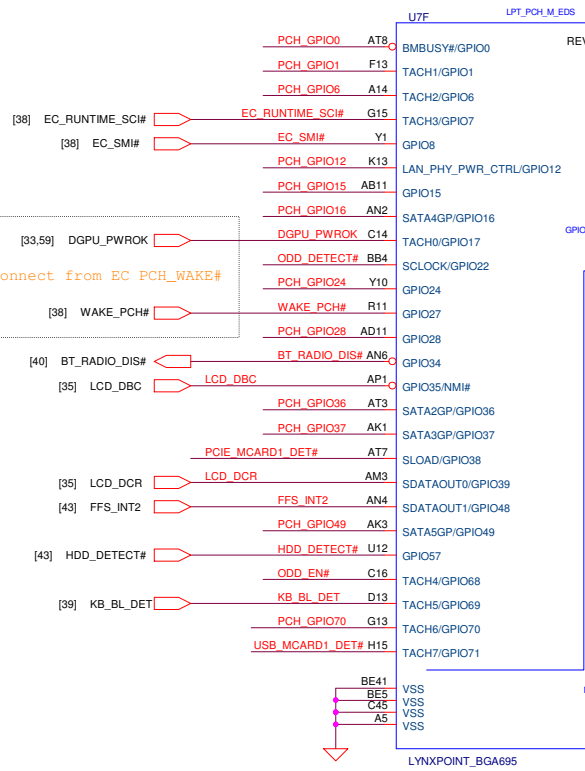 U7F LPT_PCH_M_EDS
REV
PCH_GPIO0 AT8 BMBUSY#/GPIO0
PCH_GPIO1 F13 TACH1/GPIO1
PCH_GPIO6 A14 TACH2/GPIO6
[38] EC_RUNTIME_SCI# EC_RUNTIME_SCI# G15 TACH3/GPIO7
[38] EC_SMI# EC_SMI# Y1 GPIO8
PCH_GPIO12 K13 LAN_PHY_PWR_CTRL/GPIO12
PCH_GPIO15 AB11 GPIO15
PCH_GPIO16 AN2 SATA4GP/GPIO16
GPIO
[33,59] DGPU_PWROK DGPU_PWROK C14 TACH0/GPIO17
ODD_DETECT# BB4 SCLOCK/GPIO22
onnect from EC PCH_WAKE#
PCH_GPIO24 Y10 GPIO24
[38] WAKE_PCH# WAKE_PCH# R11 GPIO27
PCH_GPIO28 AD11 GPIO28
[40] BT_RADIO_DIS# BT_RADIO_DIS# AN6 GPIO34
[35] LCD_DBC LCD_DBC AP1 GPIO35/NMI#
PCH_GPIO36 AT3 SATA2GP/GPIO36
PCH_GPIO37 AK1 SATA3GP/GPIO37
PCIE_MCARD1_DET# AT7 SLOAD/GPIO38
[35] LCD_DCR LCD_DCR AM3 SDATAOUT0/GPIO39
[43] FFS_INT2 FFS_INT2 AN4 SDATAOUT1/GPIO48
PCH_GPIO49 AK3 SATA5GP/GPIO49
[43] HDD_DETECT# HDD_DETECT# U12 GPIO57
ODD_EN# C16 TACH4/GPIO68
[39] KB_BL_DET KB_BL_DET D13 TACH5/GPIO69
PCH_GPIO70 G13 TACH6/GPIO70
USB_MCARD1_DET# H15 TACH7/GPIO71
BE41 VSS
BE5 VSS
C45 VSS
A5 VSS
LYNXPOINT_BGA695